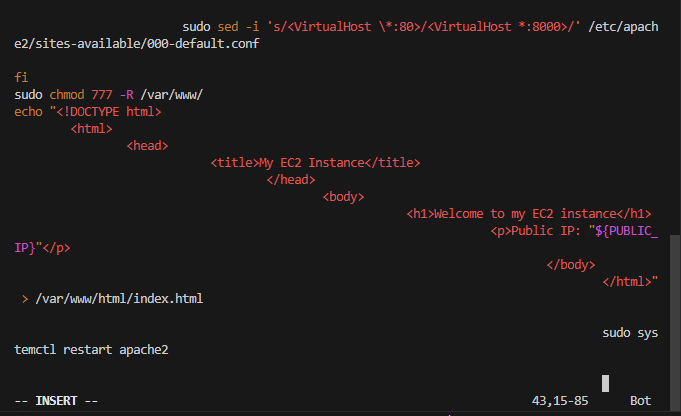 sudo sed -i 's/<VirtualHost \*:80>/<VirtualHost *:8000>/' /etc/apach
e2/sites-available/000-default.conf
fi
sudo chmod 777 -R /var/www/
echo "<!DOCTYPE html>
<html>
<head>
<title>My EC2 Instance</title>
</head>
<body>
<h1>Welcome to my EC2 instance</h1>
<p>Public IP: "${PUBLIC_
IP}"</p>
</body>
</html>"
> /var/www/html/index.html
sudo sys
temctl restart apache2
-- INSERT -- 43,15-85 Bot